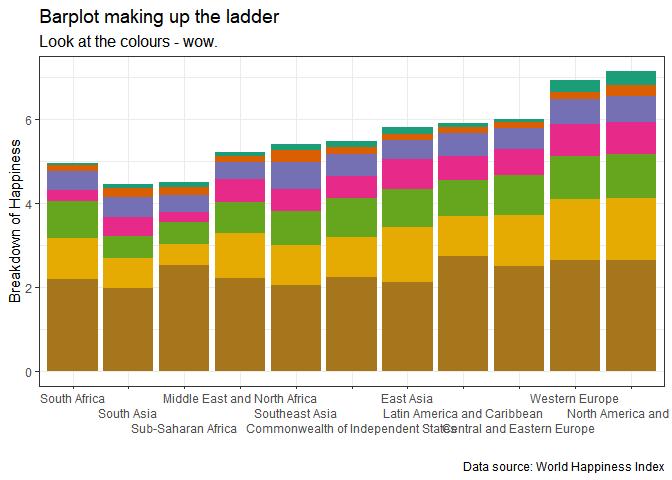 Barplot making up the ladder
Look at the colours - wow.
Breakdown of Happiness
6
4
2
0
South Africa
South Asia
Sub-Saharan Africa
Middle East and North Africa
Southeast Asia
Commonwealth of Independent States
East Asia
Latin America and Caribbean
Central and Eastern Europe
Western Europe
North America and
Data source: World Happiness Index